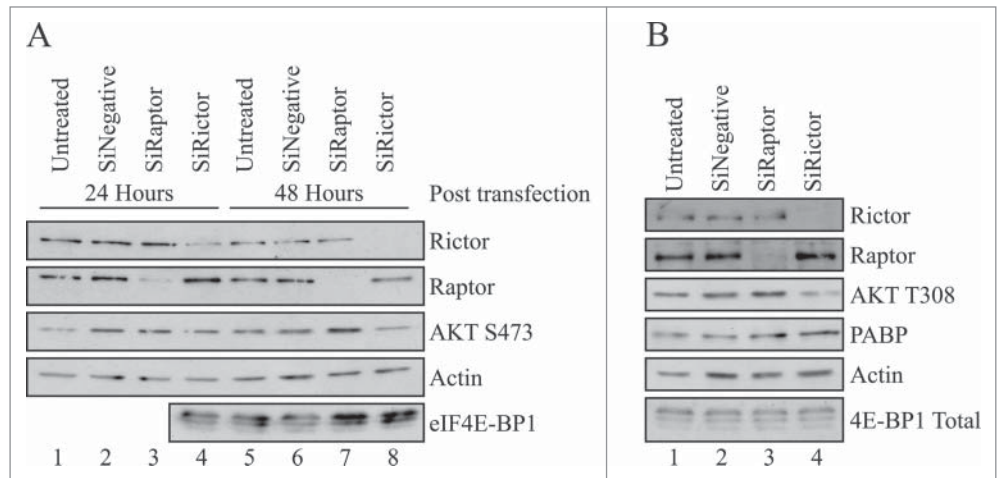 A
Untreated
SiNegative
SiRaptor
SiRictor
Untreated
SiNegative
SiRaptor
SiRictor
24 Hours 48 Hours Post transfection
Rictor
Raptor
AKT S473
Actin
eIF4E-BP1
1 2 3 4 5 6 7 8
B
Untreated
SiNegative
SiRaptor
SiRictor
Rictor
Raptor
AKT T308
PABP
Actin
4E-BP1 Total
1 2 3 4